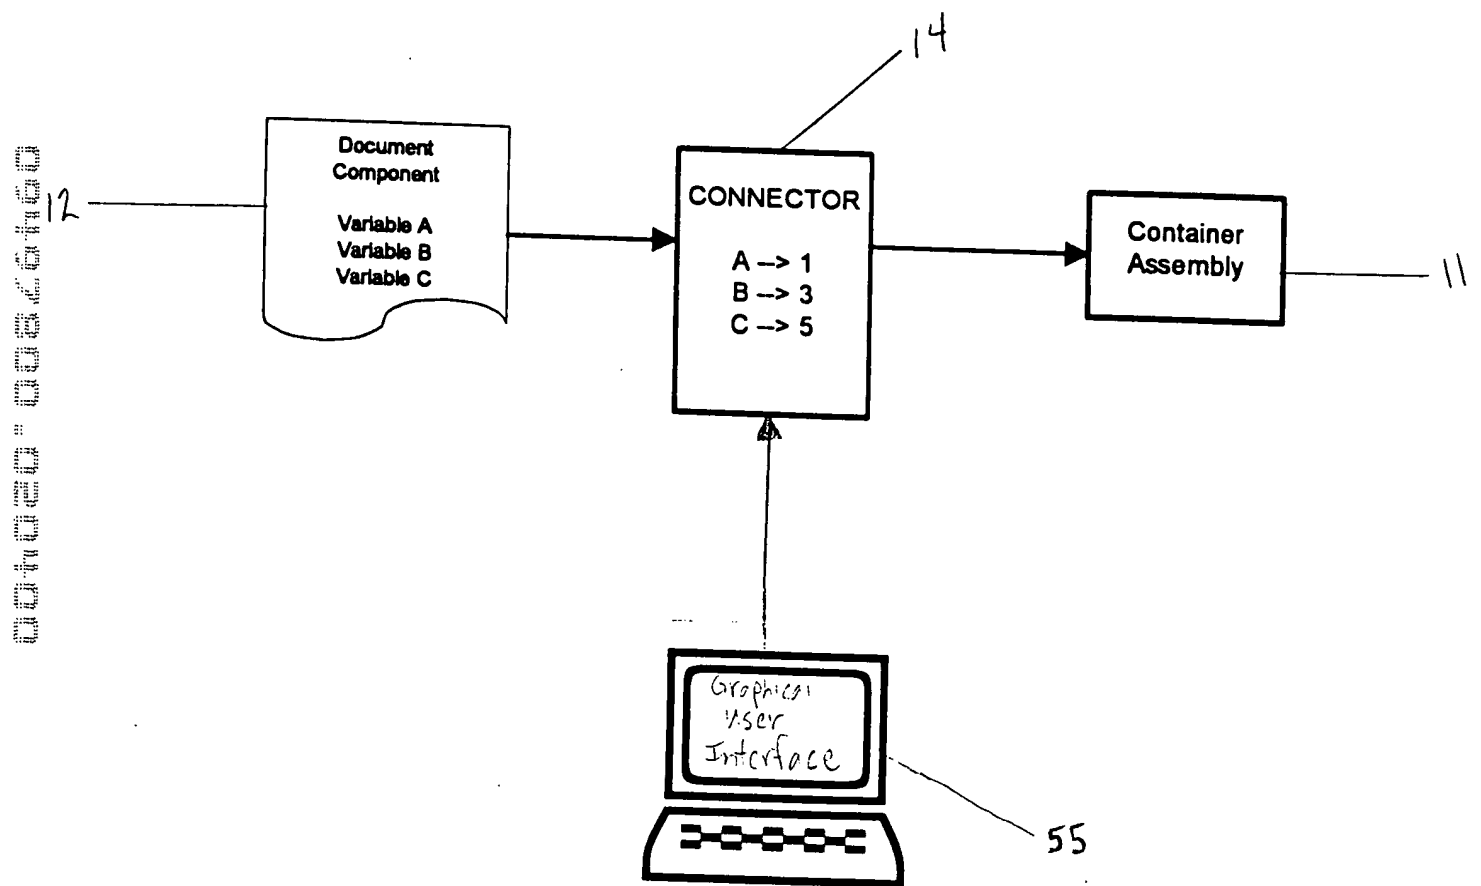 14
Document
Component
Variable A
Variable B
Variable C
12
CONNECTOR
A --> 1
B --> 3
C --> 5
Container
Assembly
11
Graphical
User
Interface
55